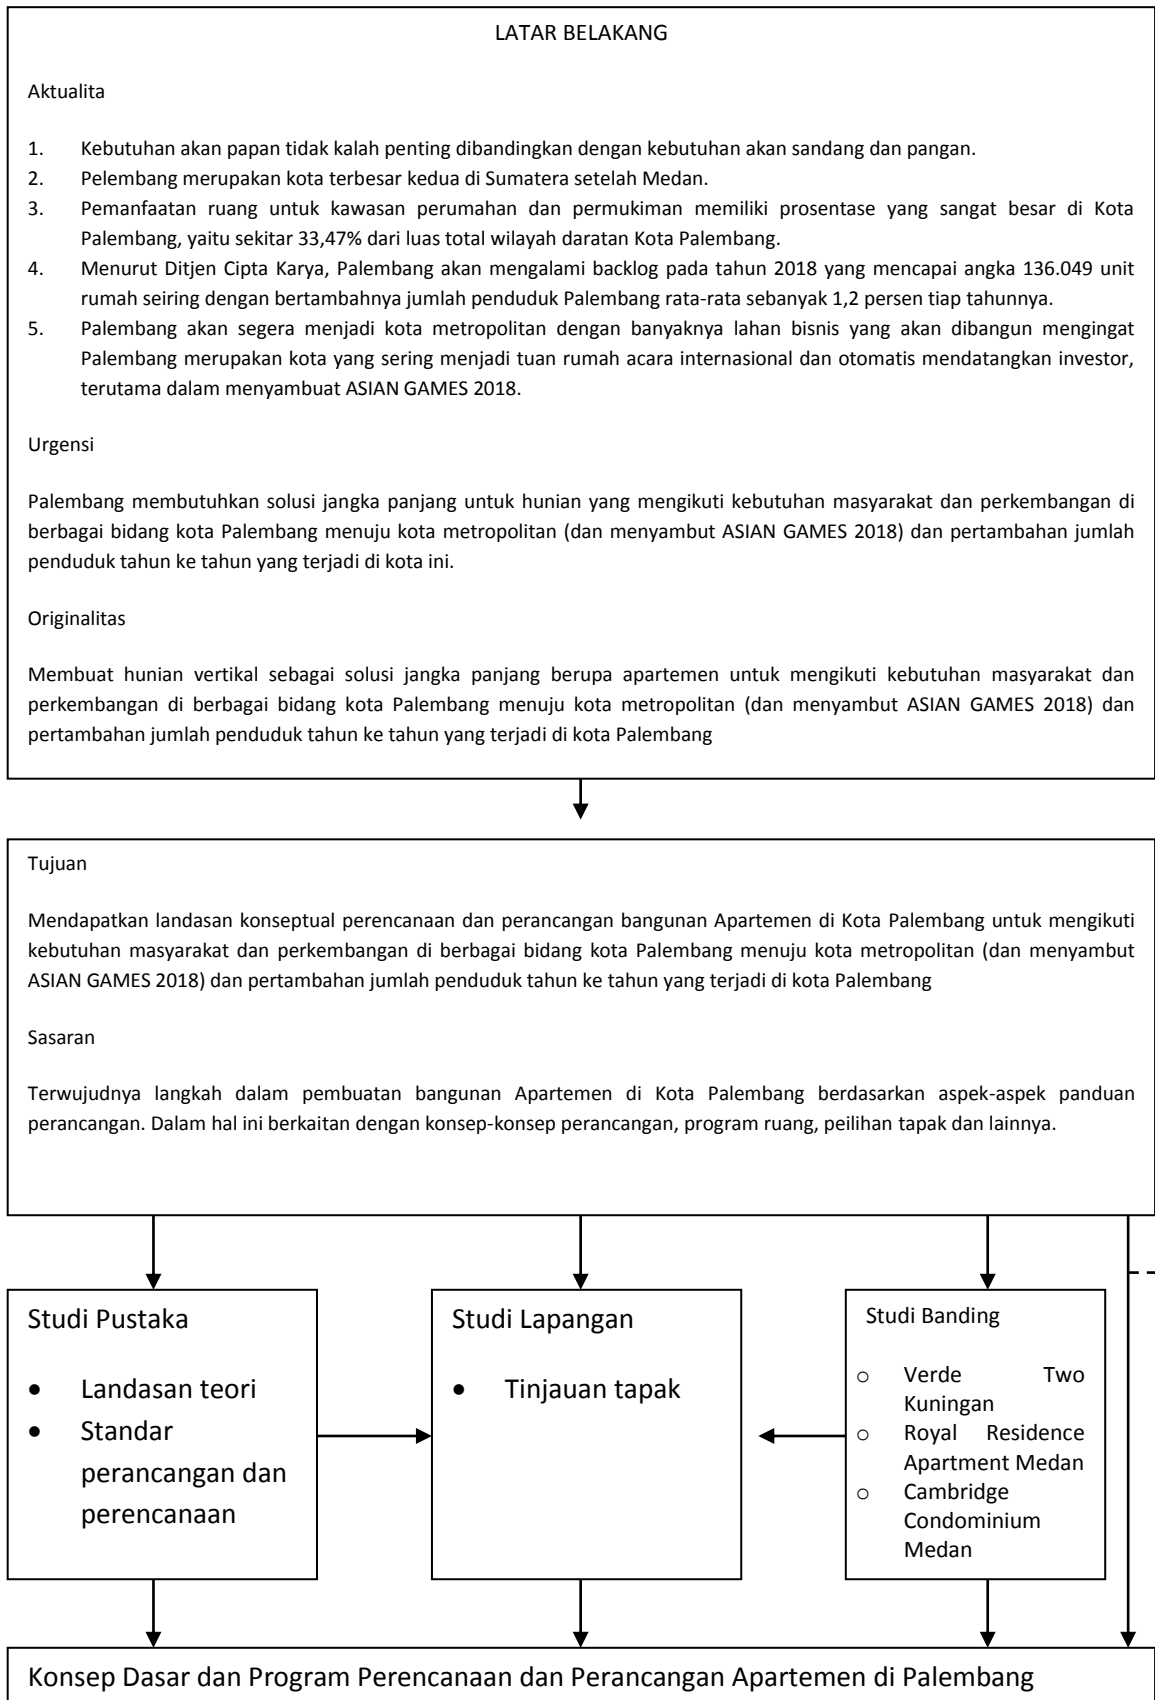 LATAR BELAKANG
Aktualita
1. Kebutuhan akan papan tidak kalah penting dibandingkan dengan kebutuhan akan sandang dan pangan.
2. Pelembang merupakan kota terbesar kedua di Sumatera setelah Medan.
3. Pemanfaatan ruang untuk kawasan perumahan dan permukiman memiliki prosentase yang sangat besar di Kota
Palembang, yaitu sekitar 33,47% dari luas total wilayah daratan Kota Palembang.
4. Menurut Ditjen Cipta Karya, Palembang akan mengalami backlog pada tahun 2018 yang mencapai angka 136.049 unit
rumah seiring dengan bertambahnya jumlah penduduk Palembang rata-rata sebanyak 1,2 persen tiap tahunnya.
5. Palembang akan segera menjadi kota metropolitan dengan banyaknya lahan bisnis yang akan dibangun mengingat
Palembang merupakan kota yang sering menjadi tuan rumah acara internasional dan otomatis mendatangkan investor,
terutama dalam menyambuat ASIAN GAMES 2018.
Urgensi
Palembang membutuhkan solusi jangka panjang untuk hunian yang mengikuti kebutuhan masyarakat dan perkembangan di
berbagai bidang kota Palembang menuju kota metropolitan (dan menyambut ASIAN GAMES 2018) dan pertambahan jumlah
penduduk tahun ke tahun yang terjadi di kota ini.
Originalitas
Membuat hunian vertikal sebagai solusi jangka panjang berupa apartemen untuk mengikuti kebutuhan masyarakat dan
perkembangan di berbagai bidang kota Palembang menuju kota metropolitan (dan menyambut ASIAN GAMES 2018) dan
pertambahan jumlah penduduk tahun ke tahun yang terjadi di kota Palembang
Tujuan
Mendapatkan landasan konseptual perencanaan dan perancangan bangunan Apartemen di Kota Palembang untuk mengikuti
kebutuhan masyarakat dan perkembangan di berbagai bidang kota Palembang menuju kota metropolitan (dan menyambut
ASIAN GAMES 2018) dan pertambahan jumlah penduduk tahun ke tahun yang terjadi di kota Palembang
Sasaran
Terwujudnya langkah dalam pembuatan bangunan Apartemen di Kota Palembang berdasarkan aspek-aspek panduan
perancangan. Dalam hal ini berkaitan dengan konsep-konsep perancangan, program ruang, peilihan tapak dan lainnya.
Studi Pustaka
• Landasan teori
• Standar
perancangan dan
perencanaan
Studi Lapangan
• Tinjauan tapak
Studi Banding
o Verde Two
Kuningan
o Royal Residence
Apartment Medan
o Cambridge
Condominium
Medan
Konsep Dasar dan Program Perencanaan dan Perancangan Apartemen di Palembang